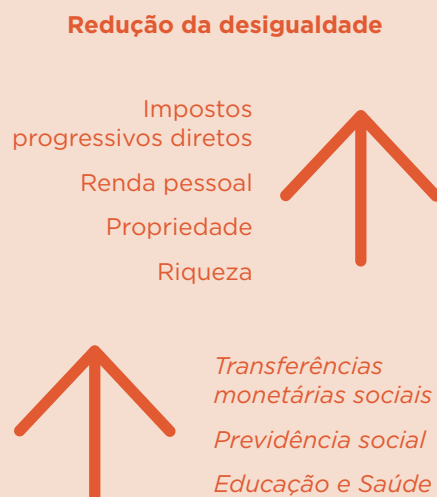 Redução da desigualdade
Impostos
progressivos diretos
Renda pessoal
Propriedade
Riqueza
Transferências
monetárias sociais
Previdência social
Educação e Saúde